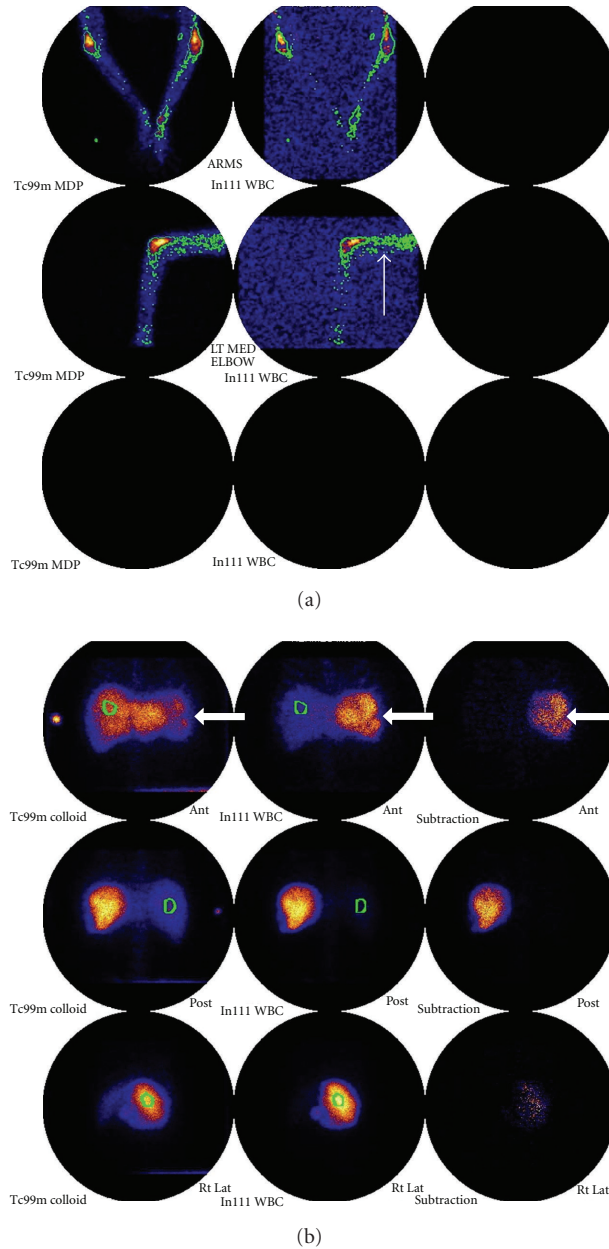 ARMS
Tc99m MDP
In111 WBC
LT MED
ELBOW
Tc99m MDP
In111 WBC
Tc99m MDP
In111 WBC
(a)
Ant
Ant
Ant
Tc99m colloid
In111 WBC
Subtraction
Post
Post
Post
Tc99m colloid
In111 WBC
Subtraction
Rt Lat
Rt Lat
Rt Lat
Tc99m colloid
In111 WBC
Subtraction
(b)